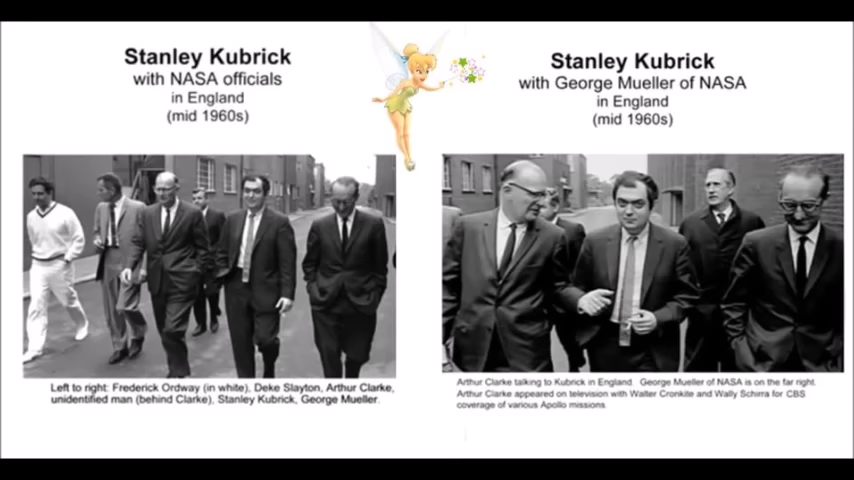 Stanley Kubrick
with NASA officials
in England
(mid 1960s)
Left to right: Frederick Ordway (in white), Deke Slayton, Arthur Clarke,
unidentified man (behind Clarke), Stanley Kubrick, George Mueller.
Stanley Kubrick
with George Mueller of NASA
in England
(mid 1960s)
Arthur Clarke talking to Kubrick in England. George Mueller of NASA is on the far right.
Arthur Clarke appeared on television with Walter Cronkite and Wally Schirra for CBS
coverage of various Apollo missions.